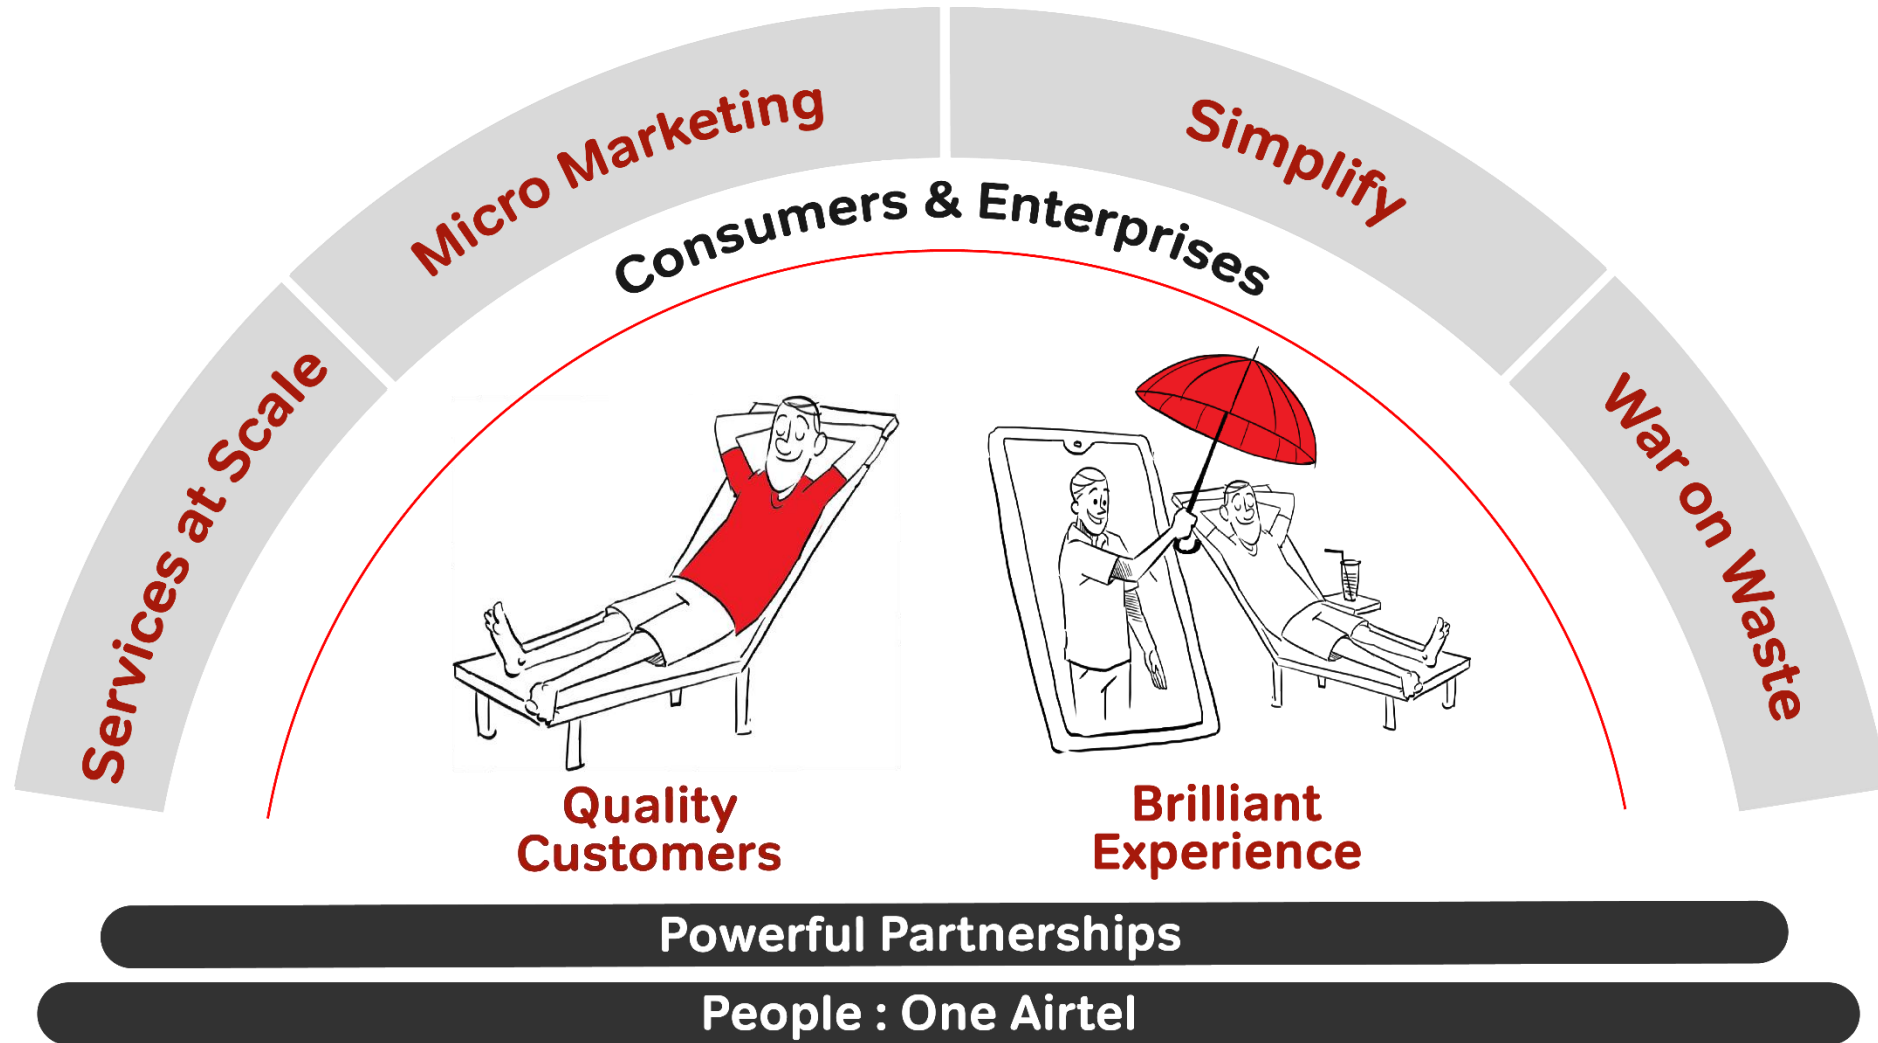 Services at Scale
Micro Marketing
Simplify
War on Waste
Consumers & Enterprises
Quality
Customers
Brilliant
Experience
Powerful Partnerships
People : One Airtel